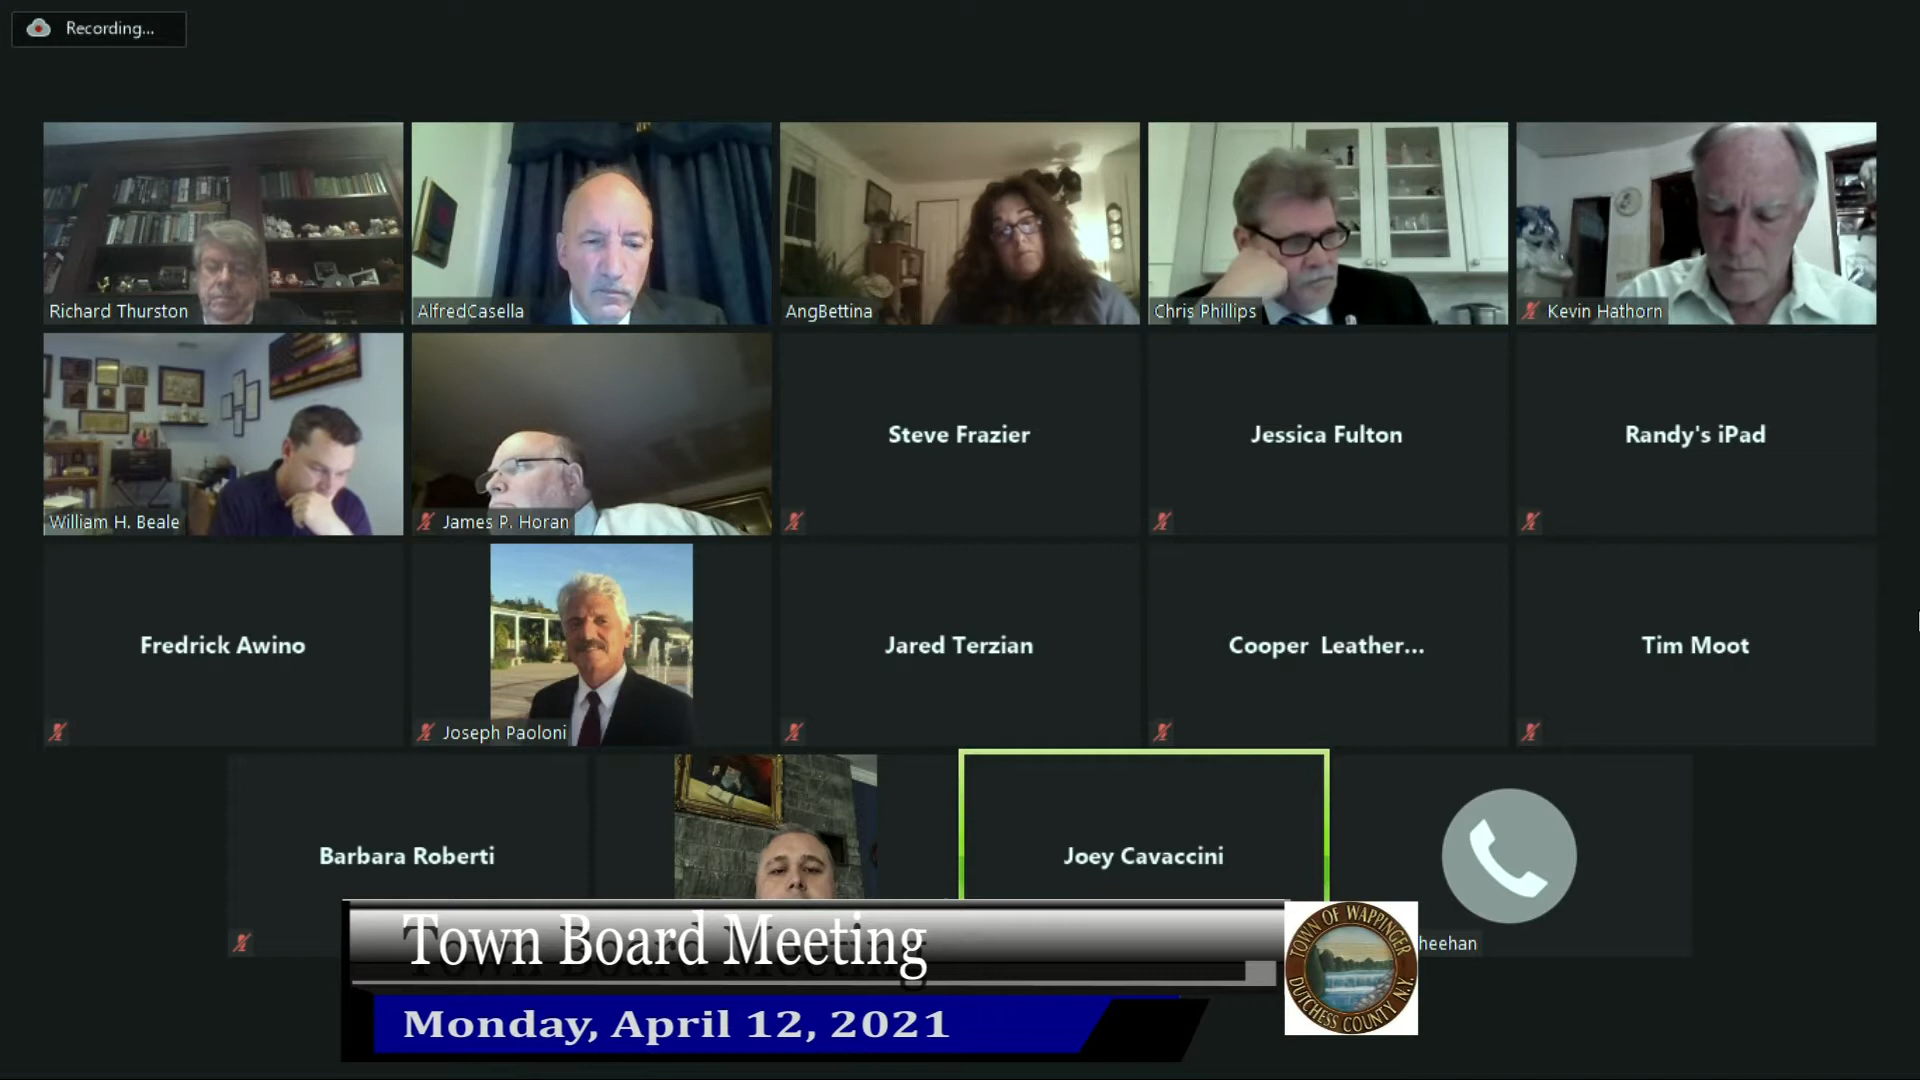 Recording...
Richard Thurston
AlfredCasella
AngBettina
Chris Phillips
Kevin Hathorn
William H. Beale
James P. Horan
Steve Frazier
Jessica Fulton
Randy's iPad
Fredrick Awino
Joseph Paoloni
Jared Terzian
Cooper Leather...
Tim Moot
Barbara Roberti
Joey Cavaccini
heehan
Town Board Meeting
Monday, April 12, 2021
TOWN OF WAPPINGER
DUTCHESS COUNTY N.Y.